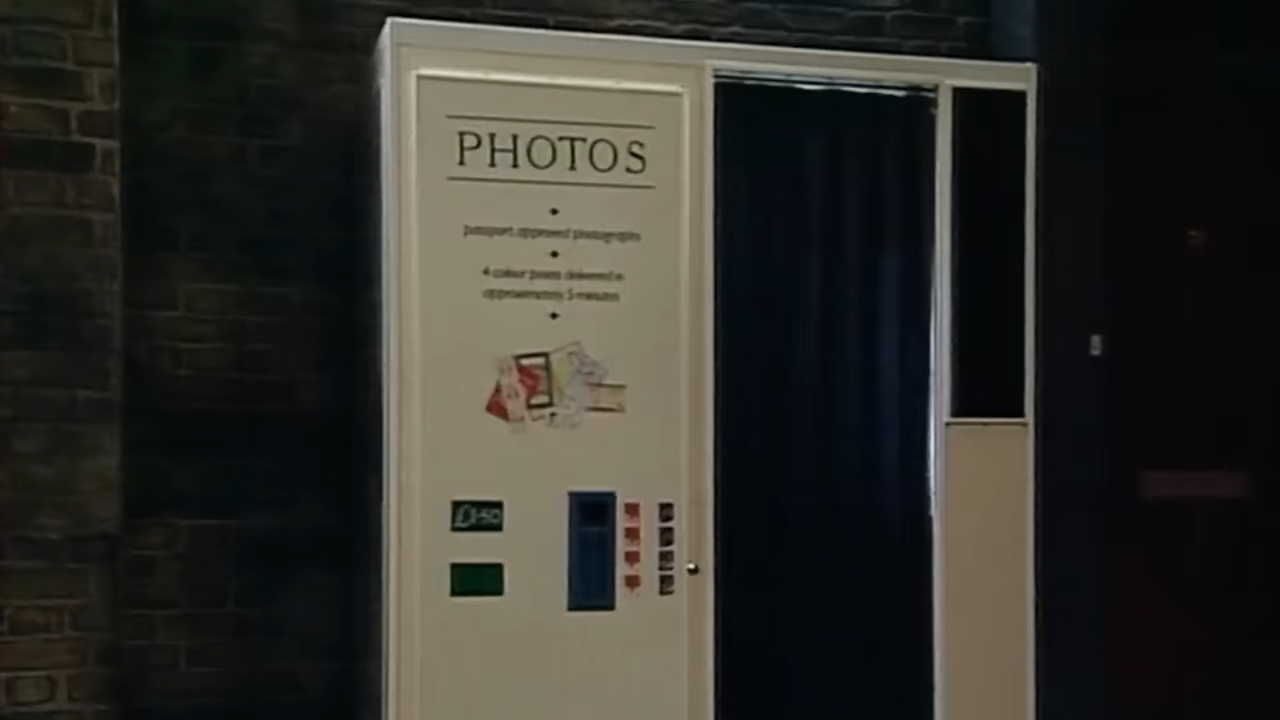 PHOTOS
passport approved photographs
4 colour poses delivered in
approximately 5 minutes
£1·50